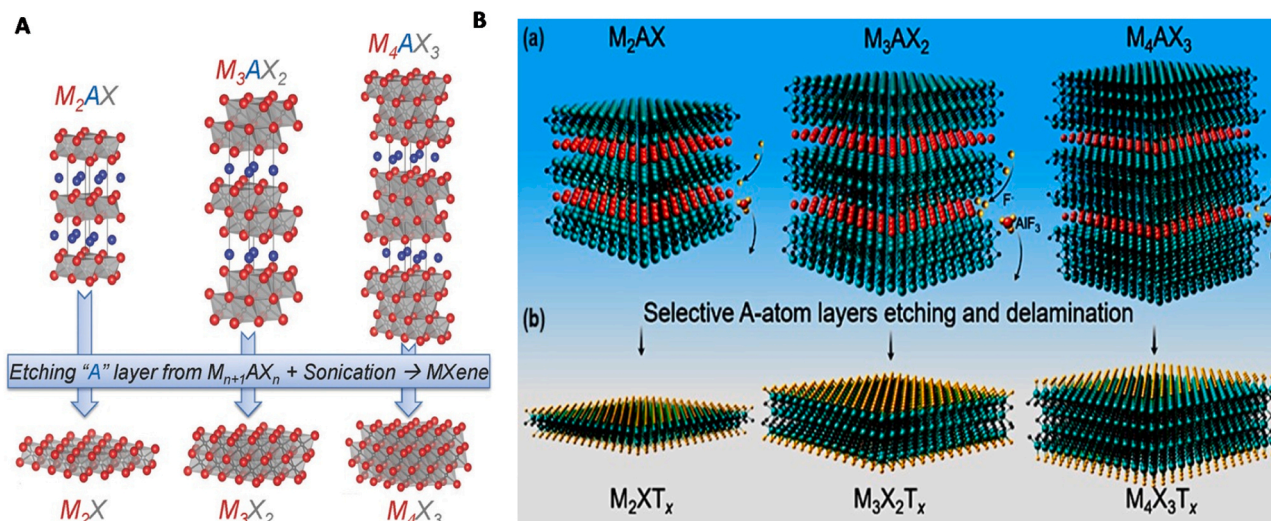 A
M₂AX
M₃AX₂
M₄AX₃
Etching "A" layer from Mₙ₊₁AXₙ + Sonication → MXene
M₂X
M₃X₂
M₄X₃
B
(a)
M₂AX
M₃AX₂
M₄AX₃
F⁻
AlF₃
Selective A-atom layers etching and delamination
(b)
M₂XTₓ
M₃X₂Tₓ
M₄X₃Tₓ